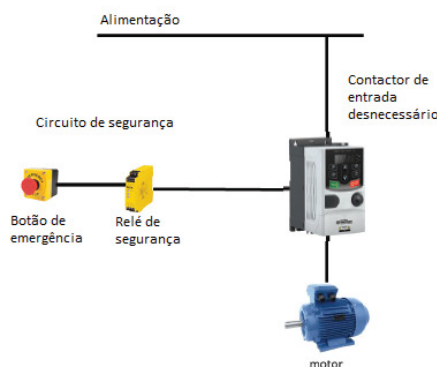 Alimentação
Contactor de
entrada
desnecessário
Circuito de segurança
Botão de
emergência
Relé de
segurança
motor